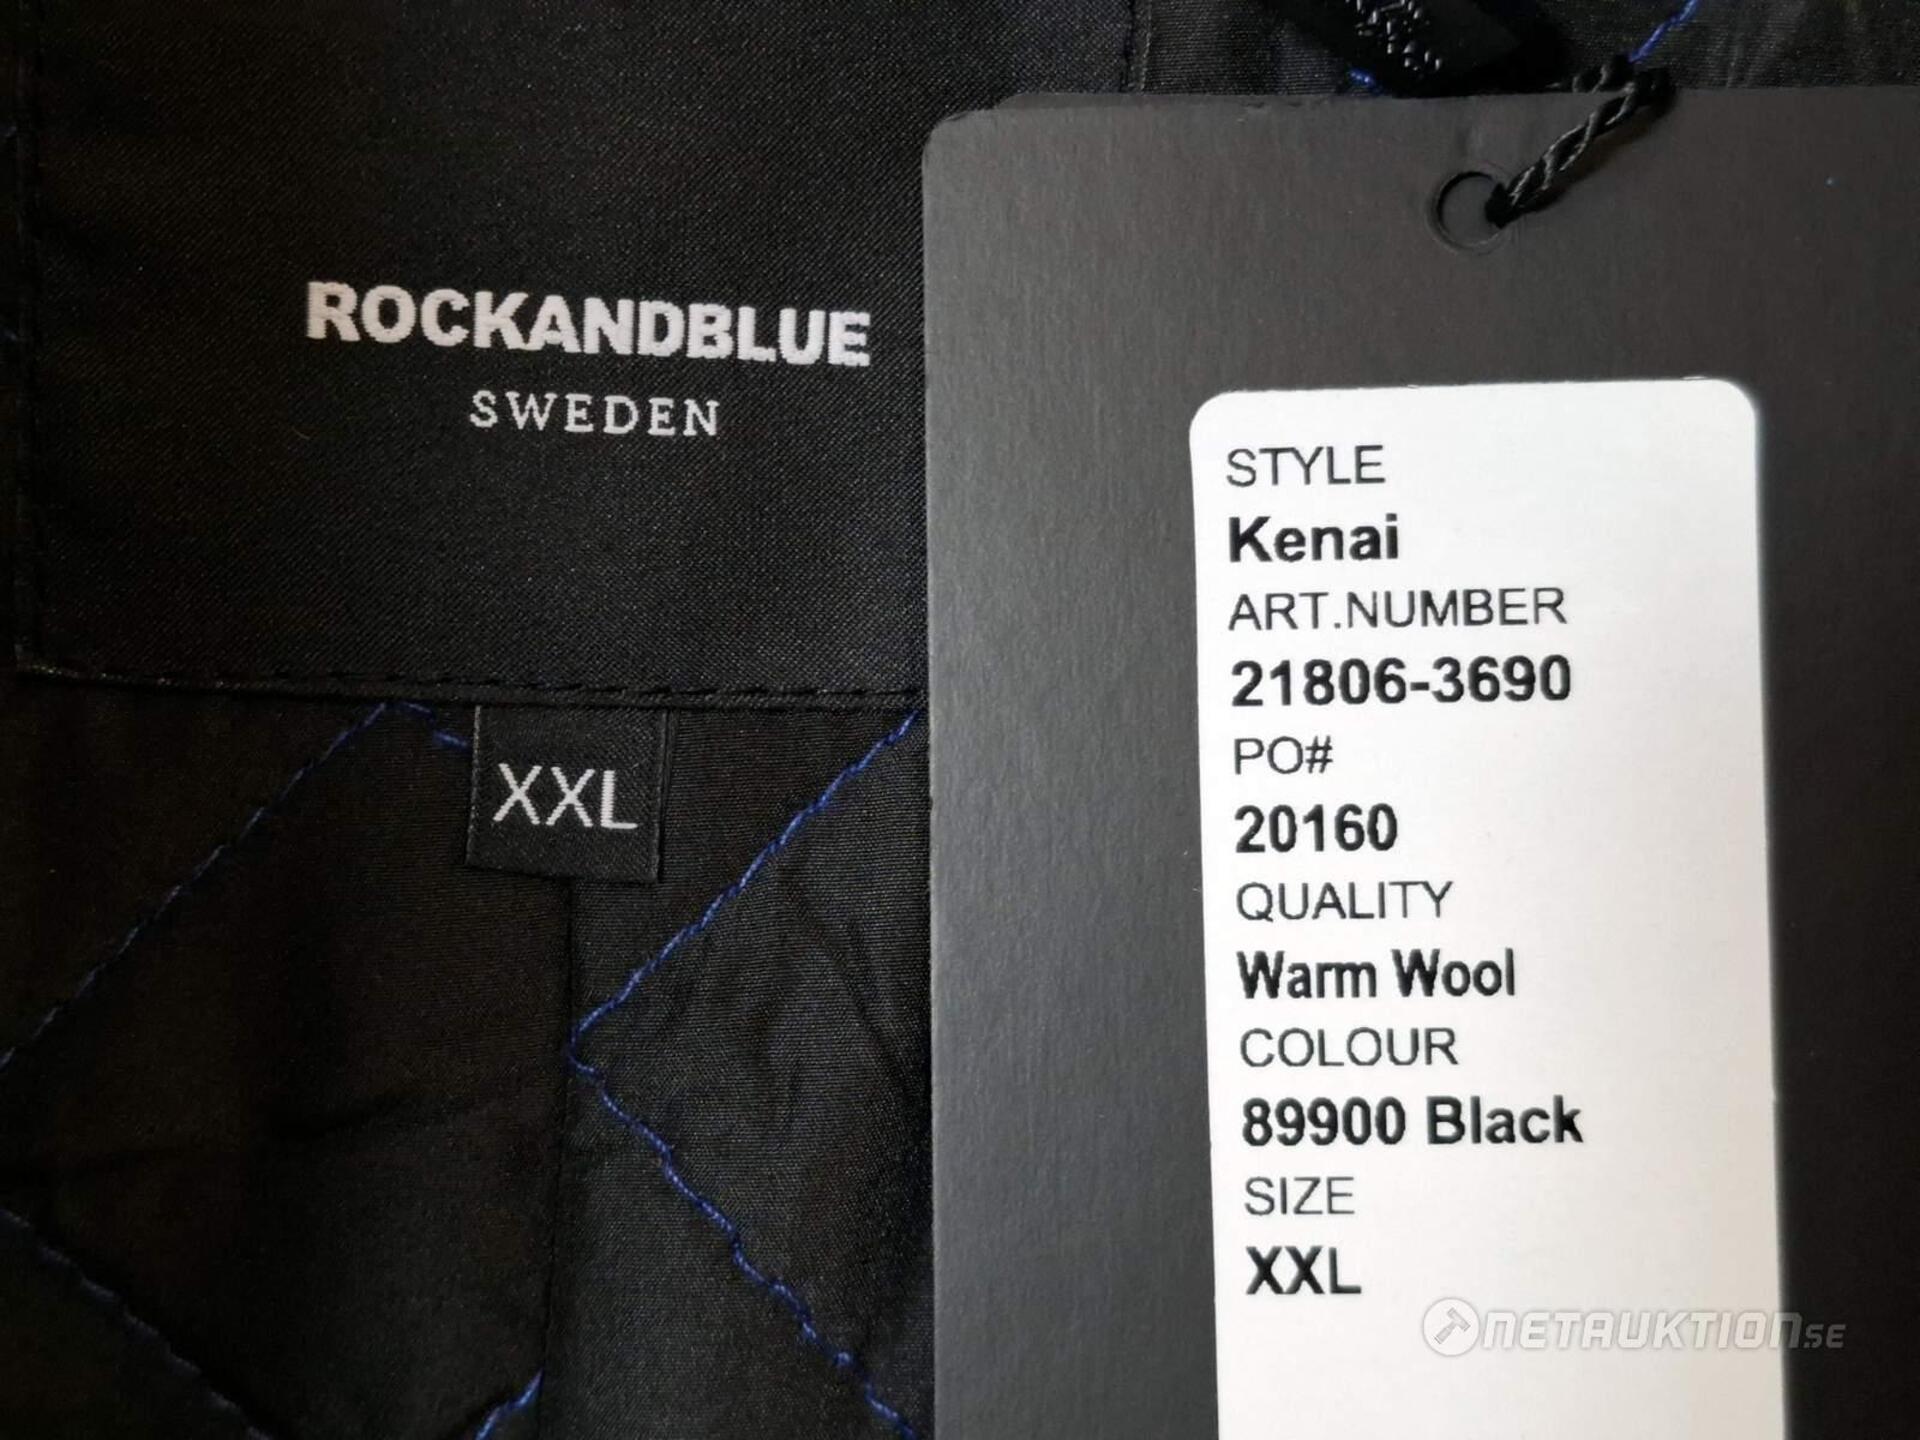 ROCKANDBLUE
SWEDEN
XXL
STYLE
Kenai
ART.NUMBER
21806-3690
PO#
20160
QUALITY
Warm Wool
COLOUR
89900 Black
SIZE
XXL
NETAUKTION.SE